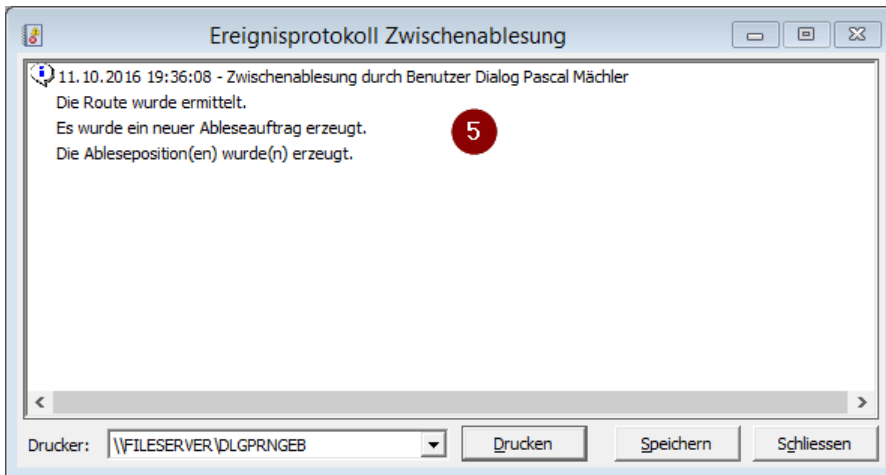 Ereignisprotokoll Zwischenablesung
11.10.2016 19:36:08 - Zwischenablesung durch Benutzer Dialog Pascal Mächler
Die Route wurde ermittelt.
Es wurde ein neuer Ableseauftrag erzeugt.
5
Die Ableseposition(en) wurde(n) erzeugt.
Drucker: \\FILESERVER\DLGPRNGEB Drucken Speichern Schliessen